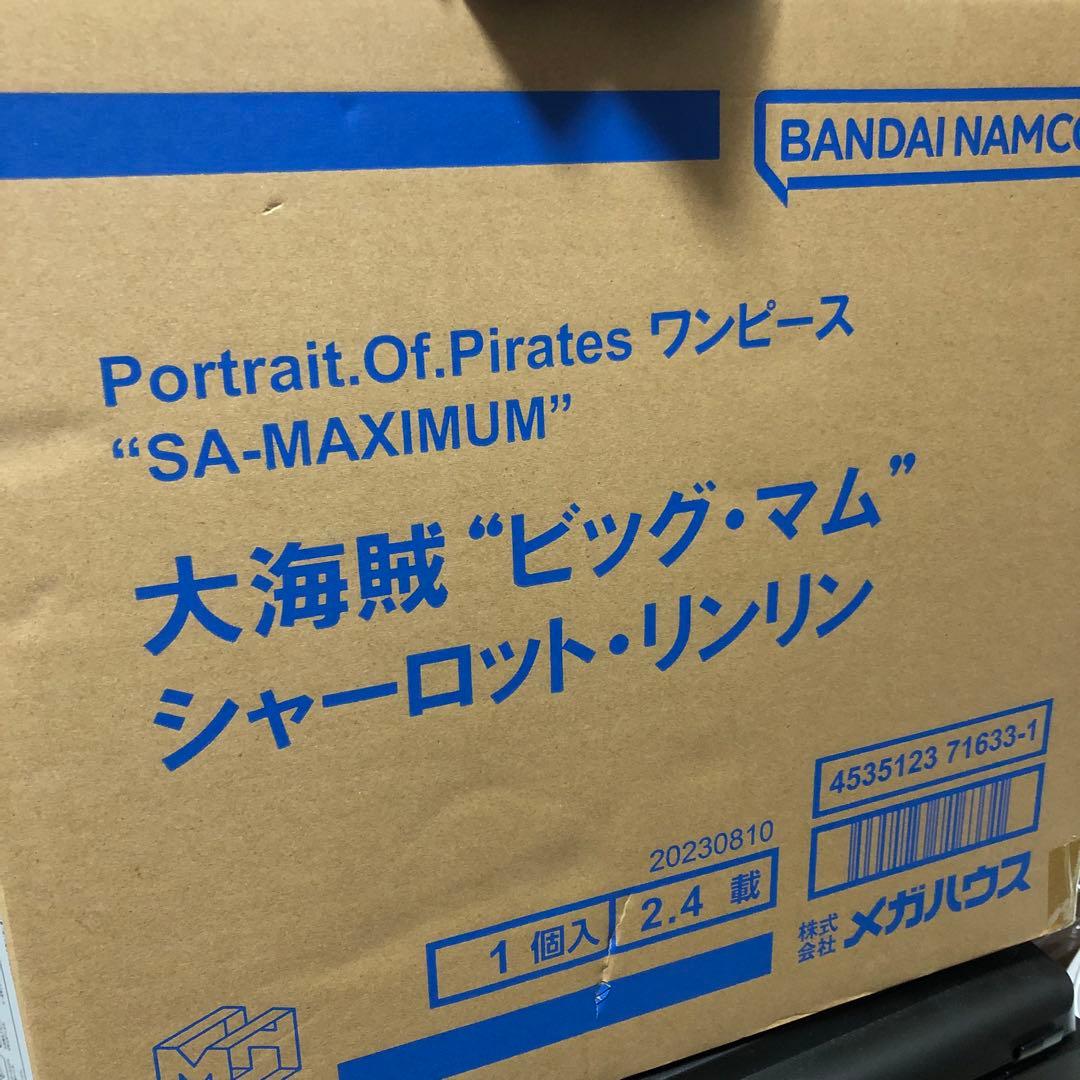 BANDAI NAMCO
Portrait.Of.Pirates ワンピース
“SA-MAXIMUM”
大海賊“ビッグ・マム”
シャーロット・リンリン
4535123 71633-1
20230810
1 個入 2.4 載
株式会社 メガハウス